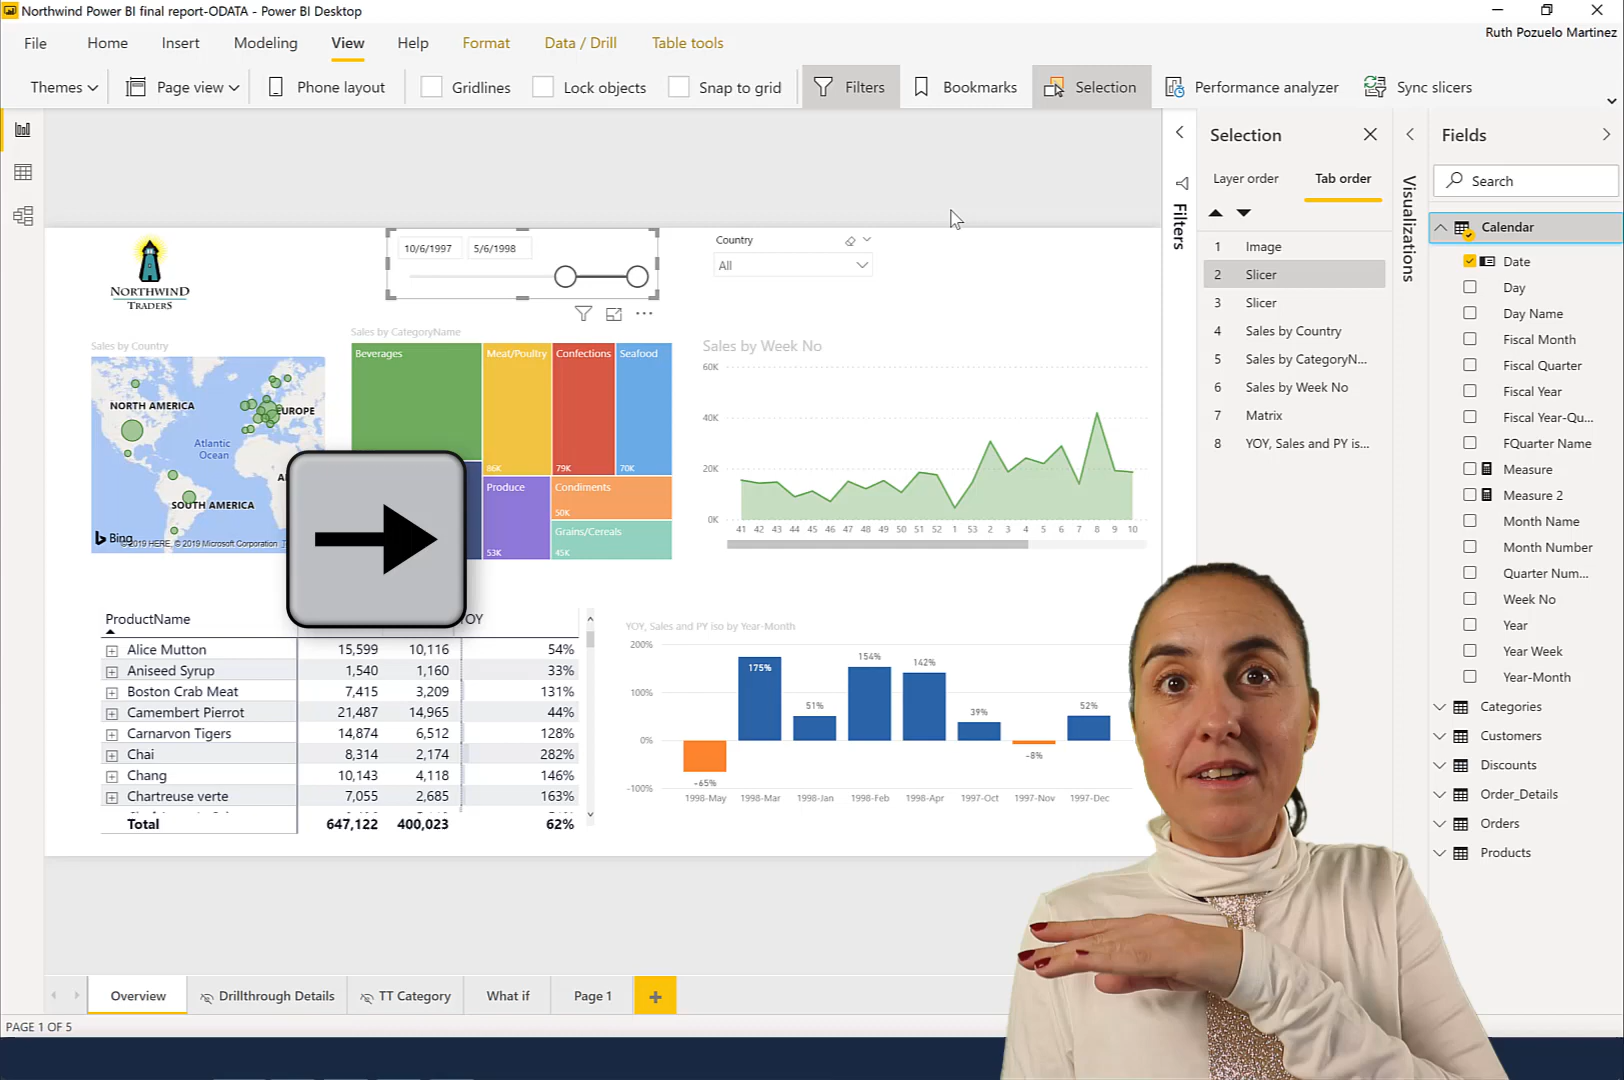 Northwind Power BI final report-ODATA - Power BI Desktop
Ruth Pozuelo Martinez
File Home Insert Modeling View Help Format Data / Drill Table tools
Themes Page view Phone layout Gridlines Lock objects Snap to grid Filters Bookmarks Selection Performance analyzer Sync slicers
NORTHWIND
TRADERS
10/6/1997 5/6/1998
Country
All
Sales by Country
NORTH AMERICA
EUROPE
Atlantic
Ocean
SOUTH AMERICA
Bing
© 2019 HERE, © 2019 Microsoft Corporation
Sales by CategoryName
Beverages
Meat/Poultry
86K
Confections
79K
Seafood
70K
Produce
53K
Condiments
50K
Grains/Cereals
45K
Sales by Week No
60K
40K
20K
0K
41 42 43 44 45 46 47 48 49 50 51 52 1 53 2 3 4 5 6 7 8 9 10
ProductName YOY
Alice Mutton 15,599 10,116 54%
Aniseed Syrup 1,540 1,160 33%
Boston Crab Meat 7,415 3,209 131%
Camembert Pierrot 21,487 14,965 44%
Carnarvon Tigers 14,874 6,512 128%
Chai 8,314 2,174 282%
Chang 10,143 4,118 146%
Chartreuse verte 7,055 2,685 163%
Total 647,122 400,023 62%
YOY, Sales and PY iso by Year-Month
200%
100%
0%
-100%
-65% 175% 51% 154% 142% 39% -8% 52%
1998-May 1998-Mar 1998-Jan 1998-Feb 1998-Apr 1997-Oct 1997-Nov 1997-Dec
Filters
Selection
Layer order Tab order
1 Image
2 Slicer
3 Slicer
4 Sales by Country
5 Sales by CategoryN...
6 Sales by Week No
7 Matrix
8 YOY, Sales and PY is...
Visualizations
Fields
Search
Calendar
Date
Day
Day Name
Fiscal Month
Fiscal Quarter
Fiscal Year
Fiscal Year-Qu...
FQuarter Name
Measure
Measure 2
Month Name
Month Number
Quarter Num...
Week No
Year
Year Week
Year-Month
Categories
Customers
Discounts
Order_Details
Orders
Products
Overview Drillthrough Details TT Category What if Page 1
PAGE 1 OF 5